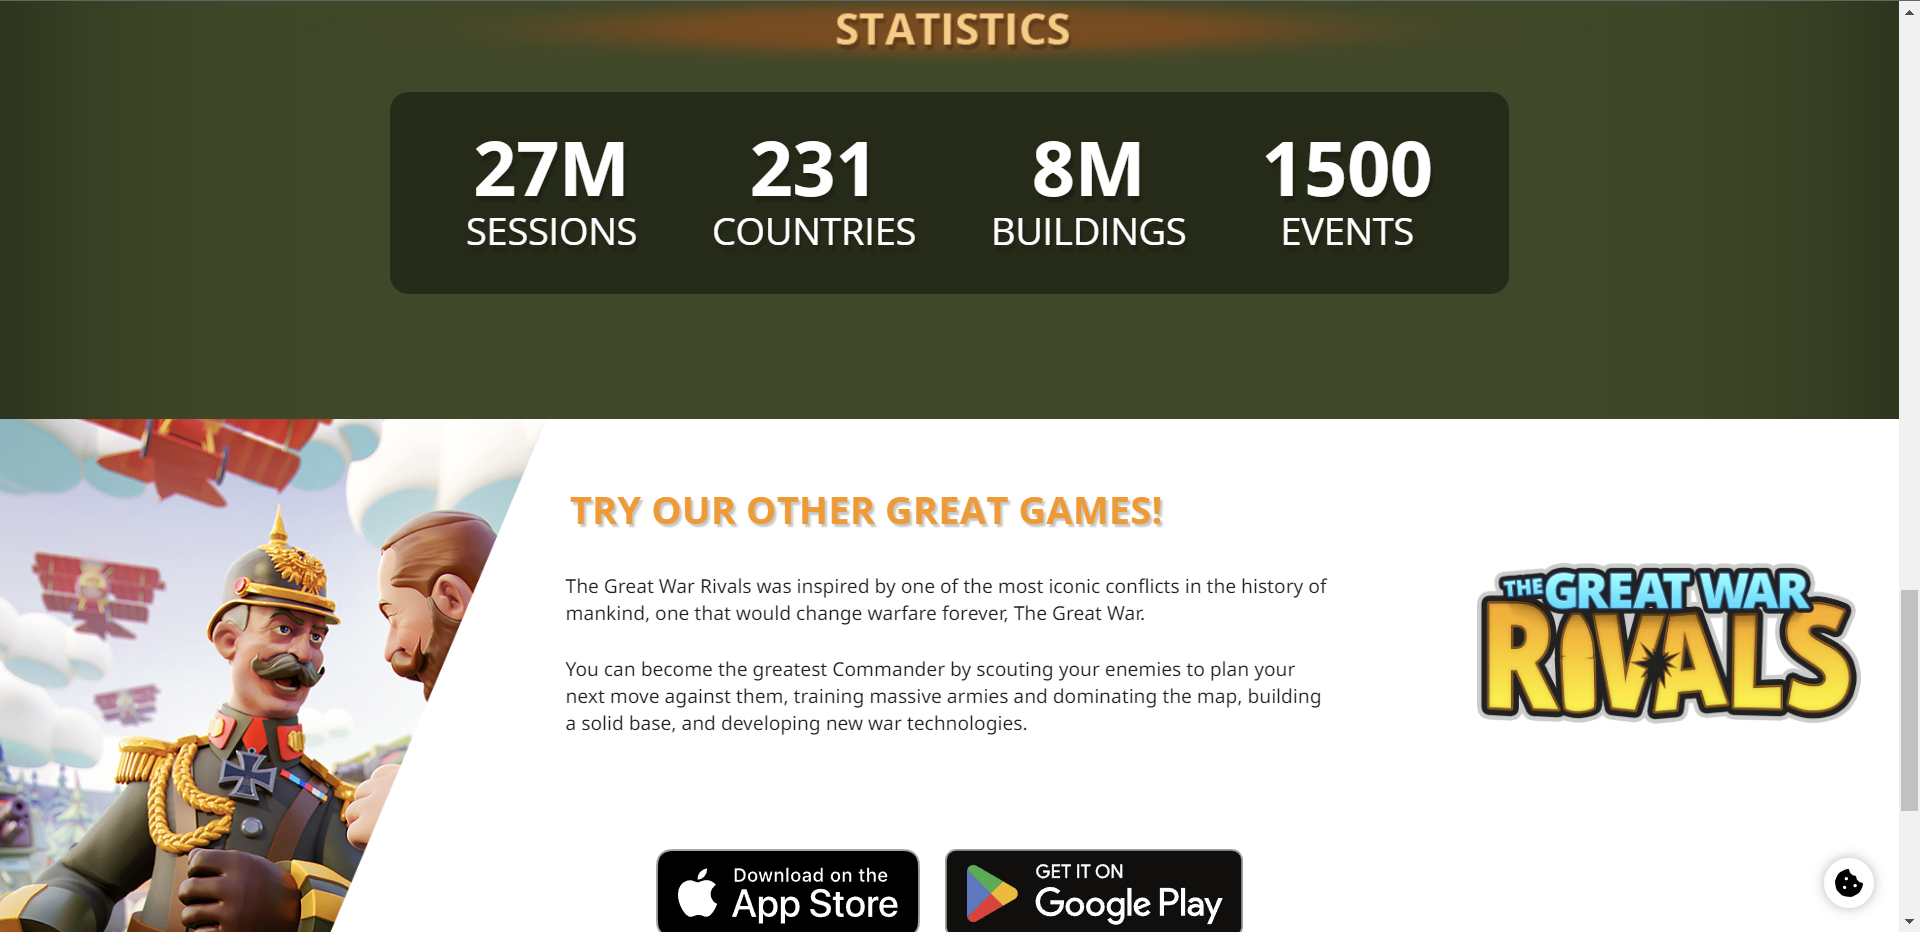 STATISTICS
27M
SESSIONS
231
COUNTRIES
8M
BUILDINGS
1500
EVENTS
TRY OUR OTHER GREAT GAMES!
The Great War Rivals was inspired by one of the most iconic conflicts in the history of
mankind, one that would change warfare forever, The Great War.
You can become the greatest Commander by scouting your enemies to plan your
next move against them, training massive armies and dominating the map, building
a solid base, and developing new war technologies.
THE GREAT WAR
RIVALS
Download on the
App Store
GET IT ON
Google Play